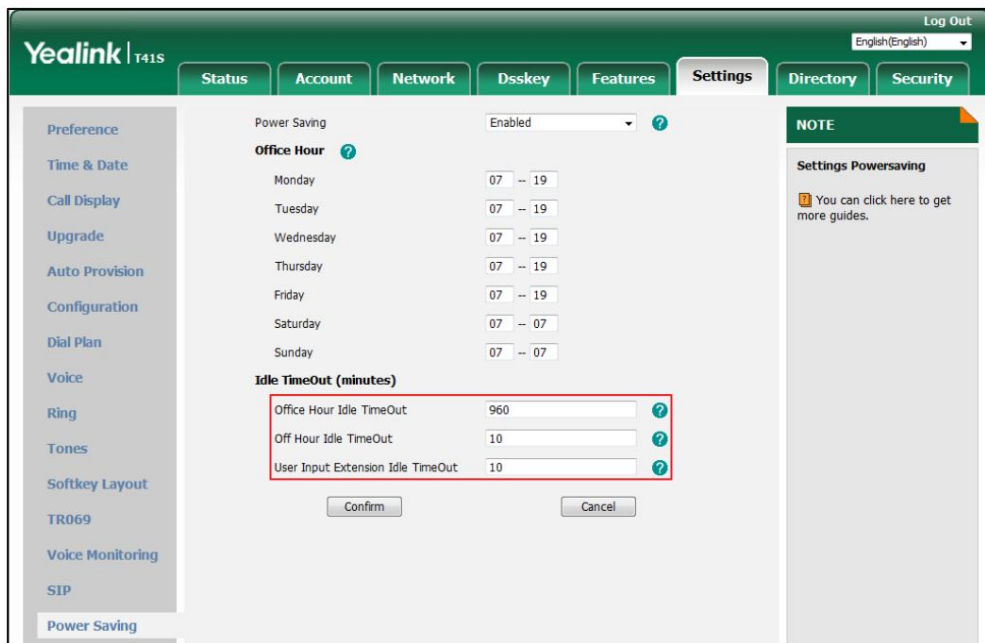 Log Out
Yealink | T41S
English(English)
Status Account Network Dsskey Features Settings Directory Security
Preference
Time & Date
Call Display
Upgrade
Auto Provision
Configuration
Dial Plan
Voice
Ring
Tones
Softkey Layout
TR069
Voice Monitoring
SIP
Power Saving
Power Saving Enabled ?
Office Hour ?
Monday 07 -- 19
Tuesday 07 -- 19
Wednesday 07 -- 19
Thursday 07 -- 19
Friday 07 -- 19
Saturday 07 -- 07
Sunday 07 -- 07
Idle TimeOut (minutes)
Office Hour Idle TimeOut 960 ?
Off Hour Idle TimeOut 10 ?
User Input Extension Idle TimeOut 10 ?
Confirm Cancel
NOTE
Settings Powersaving
? You can click here to get
more guides.